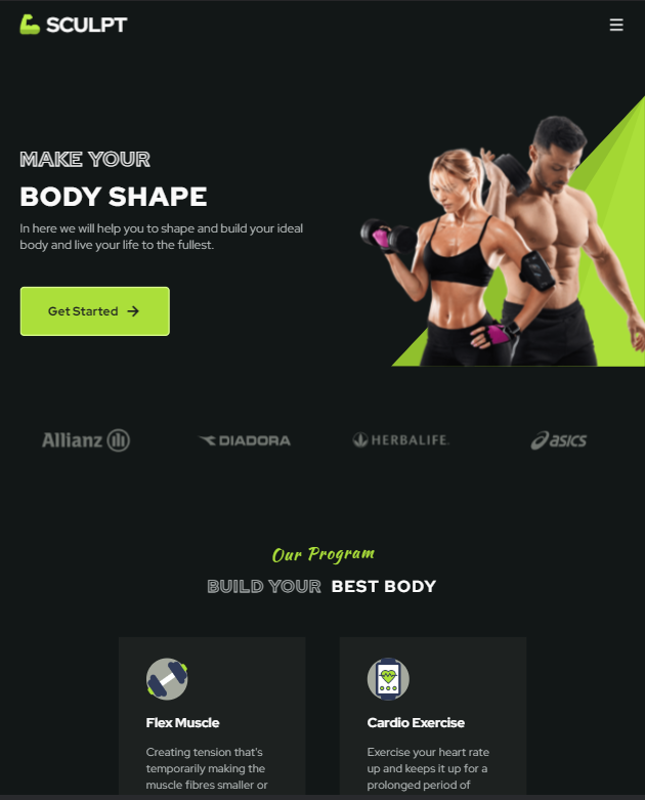 SCULPT
MAKE YOUR
BODY SHAPE
In here we will help you to shape and build your ideal
body and live your life to the fullest.
Get Started
Allianz
DIADORA
HERBALIFE.
asics
Our Program
BUILD YOUR BEST BODY
Flex Muscle
Cardio Exercise
Creating tension that's
temporarily making the
muscle fibres smaller or
Exercise your heart rate
up and keeps it up for a
prolonged period of